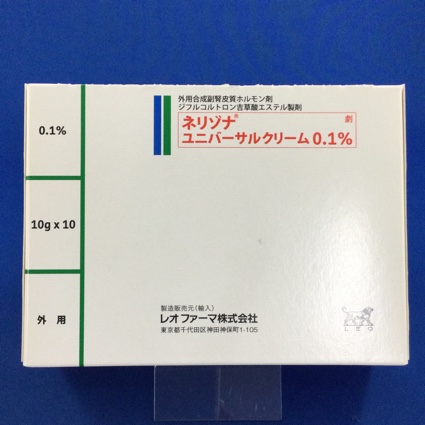 外用合成副腎皮質ホルモン剤
ジフルコルトロン吉草酸エステル製剤
ネリゾナ®
劇
ユニバーサルクリーム0.1%
0.1%
10g x 10
外 用
製造販売元(輸入)
レオ ファーマ株式会社
東京都千代田区神田神保町1-105
LEO